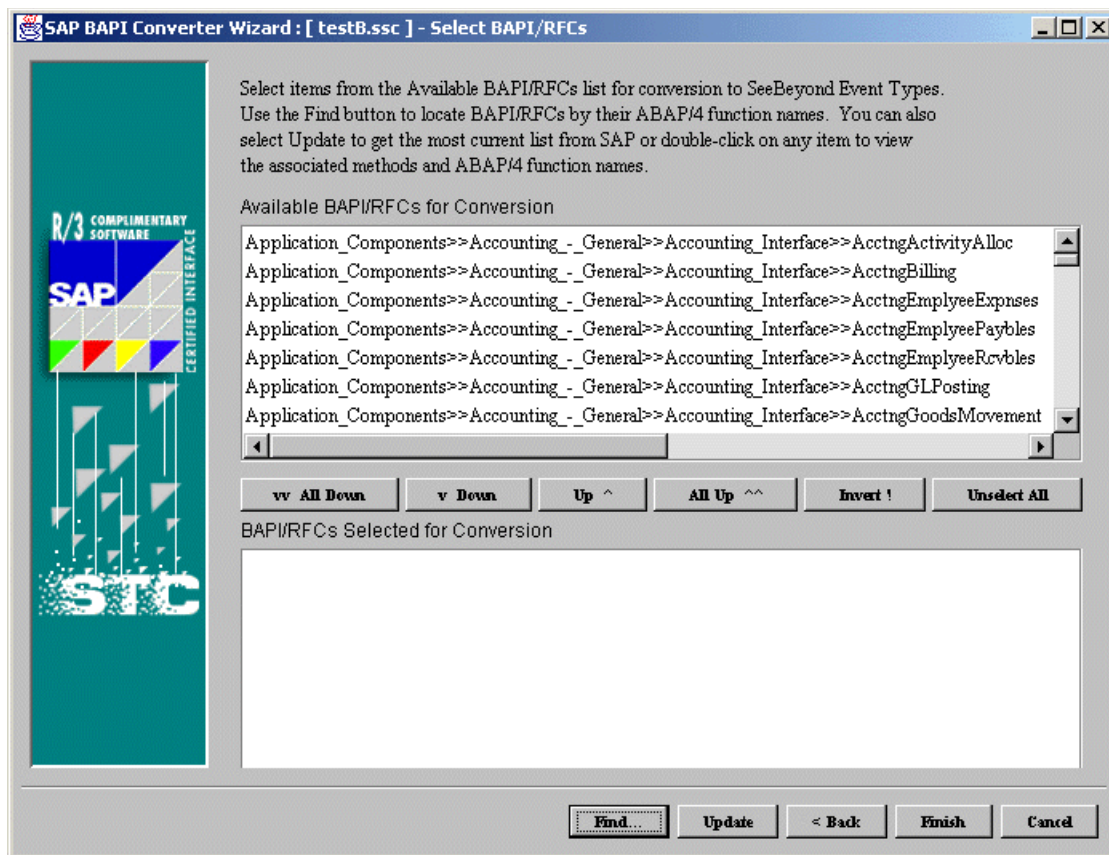 SAP BAPI Converter Wizard : [ testB.ssc ] - Select BAPI/RFCs
Select items from the Available BAPI/RFCs list for conversion to SeeBeyond Event Types.
Use the Find button to locate BAPI/RFCs by their ABAP/4 function names.  You can also
select Update to get the most current list from SAP or double-click on any item to view
the associated methods and ABAP/4 function names.
R/3 COMPLIMENTARY
SOFTWARE
SAP
CERTIFIED INTERFACE
STC
Available BAPI/RFCs for Conversion
Application_Components>>Accounting_-_General>>Accounting_Interface>>AcctngActivityAlloc
Application_Components>>Accounting_-_General>>Accounting_Interface>>AcctngBilling
Application_Components>>Accounting_-_General>>Accounting_Interface>>AcctngEmplyeeExpnses
Application_Components>>Accounting_-_General>>Accounting_Interface>>AcctngEmplyeePaybles
Application_Components>>Accounting_-_General>>Accounting_Interface>>AcctngEmplyeeRcvbles
Application_Components>>Accounting_-_General>>Accounting_Interface>>AcctngGLPosting
Application_Components>>Accounting_-_General>>Accounting_Interface>>AcctngGoodsMovement
vv All Down v Down Up ^ All Up ^^ Invert ! Unselect All
BAPI/RFCs Selected for Conversion
Find... Update < Back Finish Cancel